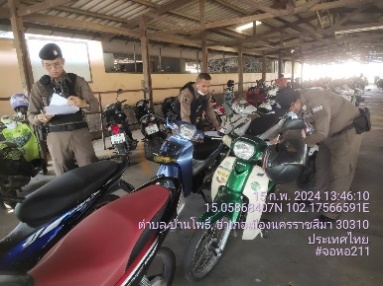 15 ก.พ. 2024 13:46:10
15.05863407N 102.17566591E
ตำบล บ้านโพธิ์, อำเภอเมืองนครราชสีมา 30310
ประเทศไทย
#จอหอ211